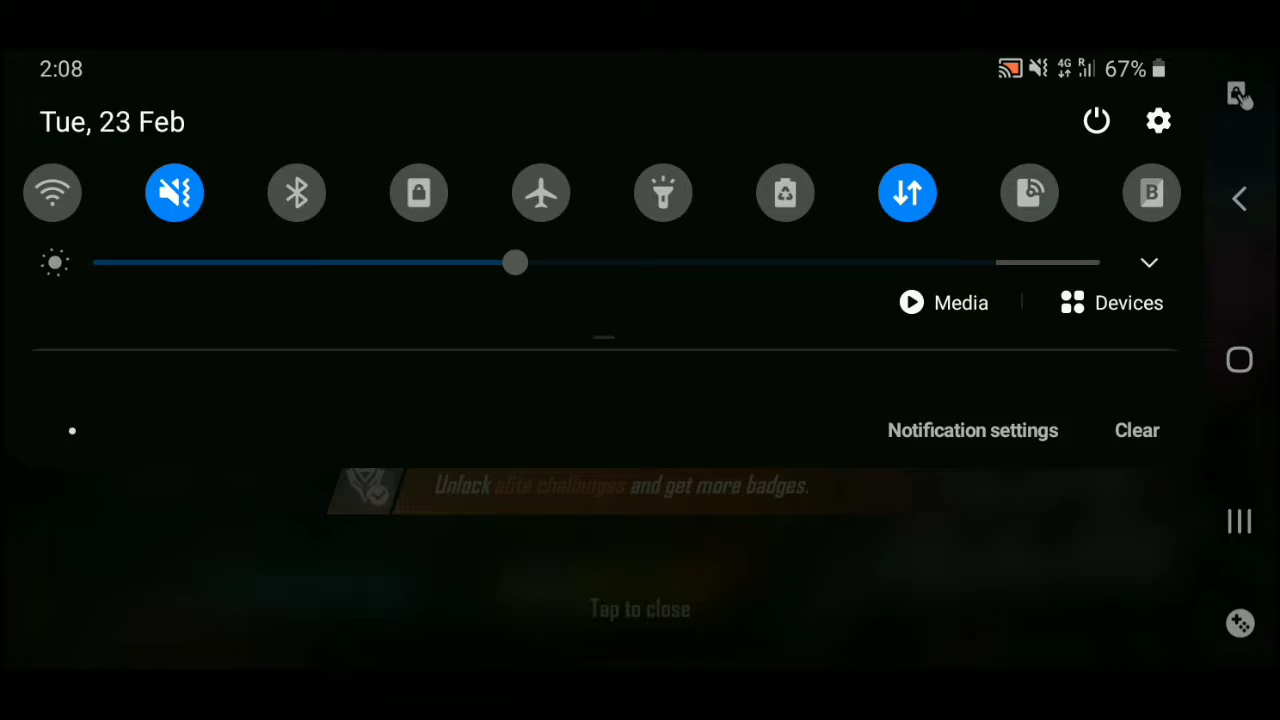 2:08
4G R 67%
Tue, 23 Feb
B
Media
Devices
Notification settings
Clear
Unlock elite challenges and get more badges.
Tap to close